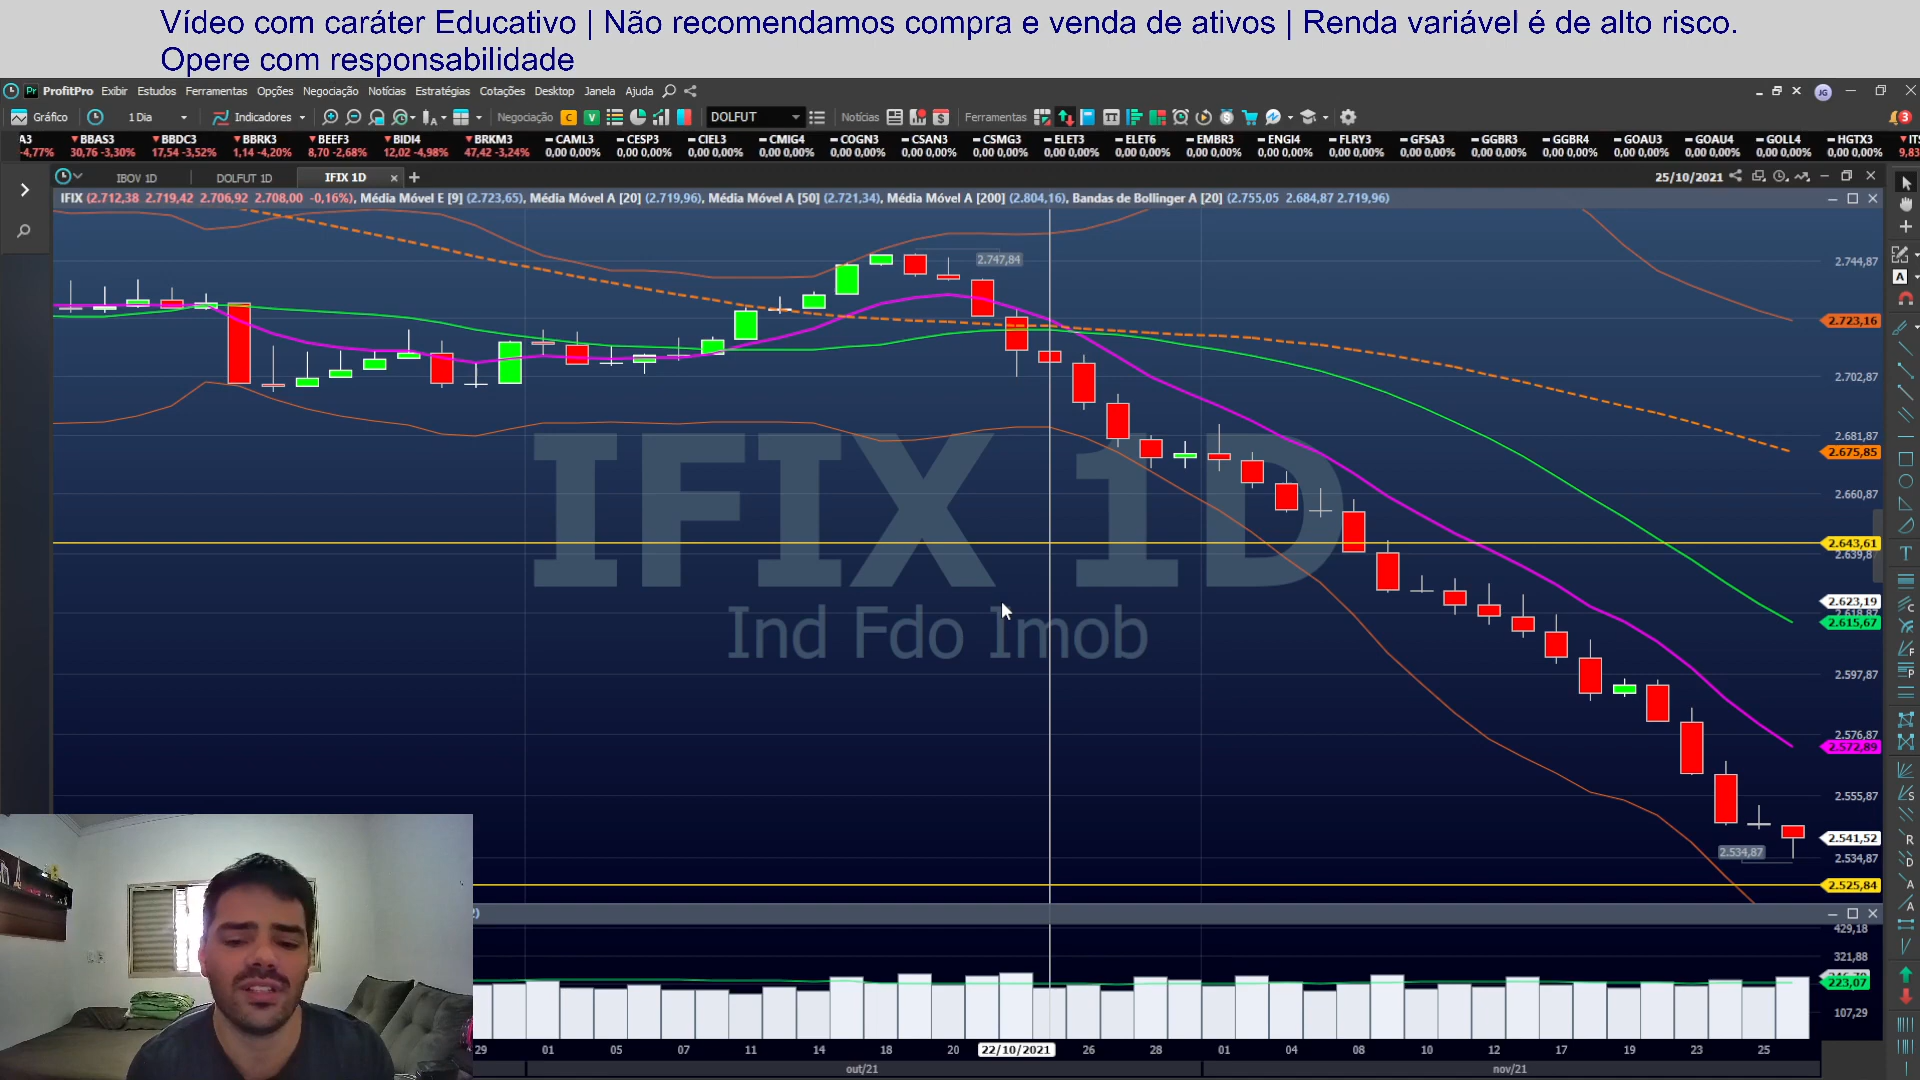 Vídeo com caráter Educativo | Não recomendamos compra e venda de ativos | Renda variável é de alto risco.
Opere com responsabilidade
Pr ProfitPro Exibir Estudos Ferramentas Opções Negociação Notícias Estratégias Cotações Desktop Janela Ajuda JG
Gráfico 1 Dia Indicadores Negociação C V DOLFUT Notícias Ferramentas 3
A3 BBAS3 BBDC3 BBRK3 BEEF3 BIDI4 BRKM3 CAML3 CESP3 CIEL3 CMIG4 COGN3 CSAN3 CSMG3 ELET3 ELET6 EMBR3 ENGI4 FLRY3 GFSA3 GGBR3 GGBR4 GOAU3 GOAU4 GOLL4 HGTX3 ITS
-4,77% 30,76 -3,30% 17,54 -3,52% 1,14 -4,20% 8,70 -2,68% 12,02 -4,98% 47,42 -3,24% 0,00 0,00% 0,00 0,00% 0,00 0,00% 0,00 0,00% 0,00 0,00% 0,00 0,00% 0,00 0,00% 0,00 0,00% 0,00 0,00% 0,00 0,00% 0,00 0,00% 0,00 0,00% 0,00 0,00% 0,00 0,00% 0,00 0,00% 0,00 0,00% 0,00 0,00% 0,00 0,00% 0,00 0,00% 9,83
IBOV 1D DOLFUT 1D IFIX 1D 25/10/2021
IFIX (2.712,38 2.719,42 2.706,92 2.708,00 -0,16%), Média Móvel E [9] (2.723,65), Média Móvel A [20] (2.719,96), Média Móvel A [50] (2.721,34), Média Móvel A [200] (2.804,16), Bandas de Bollinger A [20] (2.755,05 2.684,87 2.719,96)
2.747,84
2.744,87
2.723,16
2.702,87
2.681,87
2.675,85
2.660,87
IFIX 1D
2.643,61
2.623,19
Ind Fdo Imob
2.615,67
2.597,87
2.576,87
2.572,89
2.555,87
2.541,52
2.534,87
2.534,87
2.525,84
429,18
321,88
223,07
107,29
29 01 05 07 11 14 18 20 22/10/2021 26 28 01 04 08 10 12 17 19 23 25
out/21 nov/21